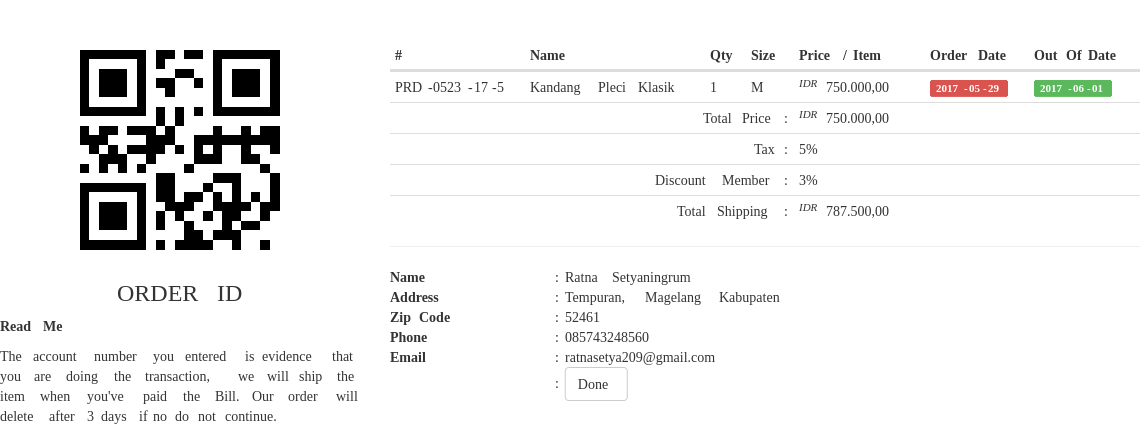 ORDER ID
Read Me
The account number you entered is evidence that
you are doing the transaction, we will ship the
item when you've paid the Bill. Our order will
delete after 3 days if no do not continue.
# Name Qty Size Price / Item Order Date Out Of Date
PRD -0523 -17 -5 Kandang Pleci Klasik 1 M IDR 750.000,00 2017 -05 -29 2017 -06 -01
Total Price : IDR 750.000,00
Tax : 5%
Discount Member : 3%
Total Shipping : IDR 787.500,00
Name : Ratna Setyaningrum
Address : Tempuran, Magelang Kabupaten
Zip Code : 52461
Phone : 085743248560
Email : ratnasetya209@gmail.com
: Done